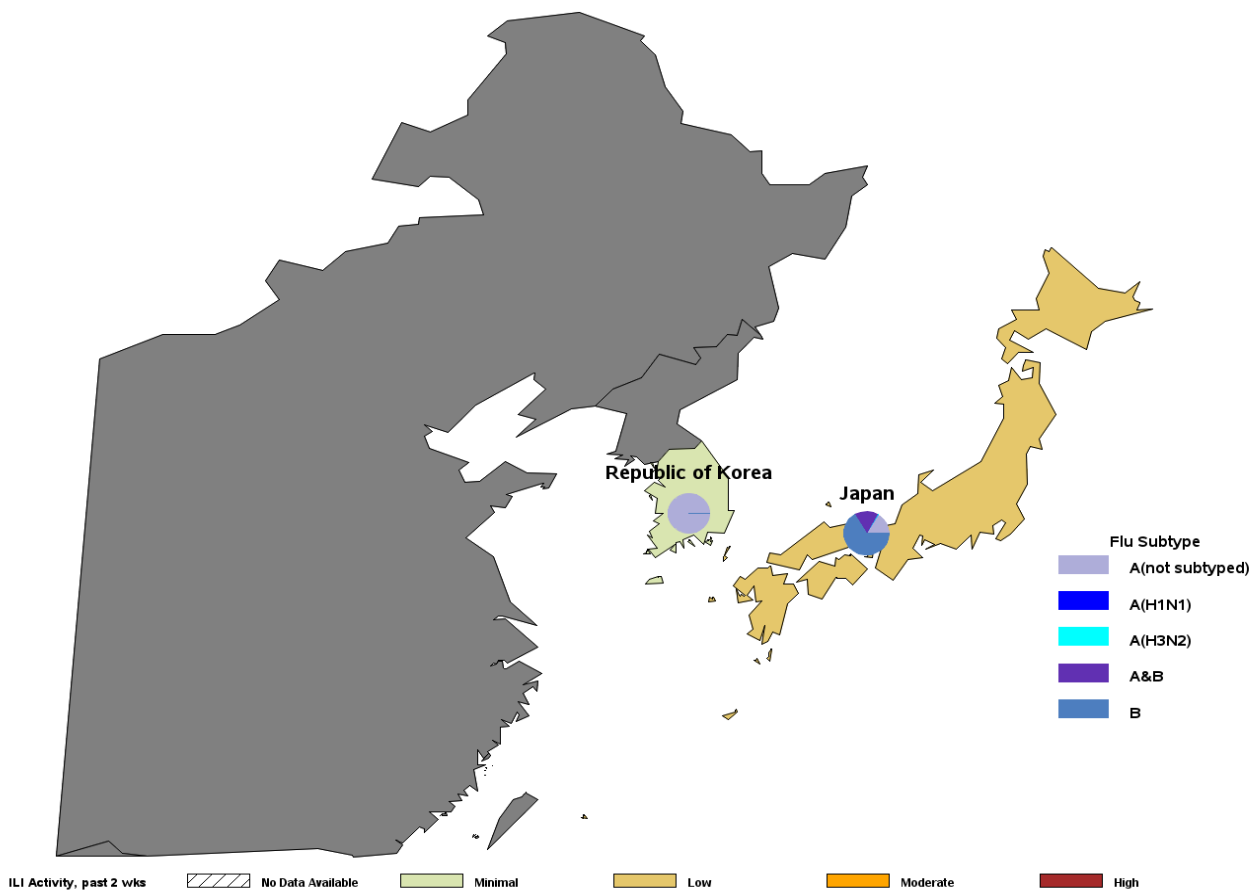 Republic of Korea
Japan
Flu Subtype
A(not subtyped)
A(H1N1)
A(H3N2)
A&B
B
ILI Activity, past 2 wks No Data Available Minimal Low Moderate High